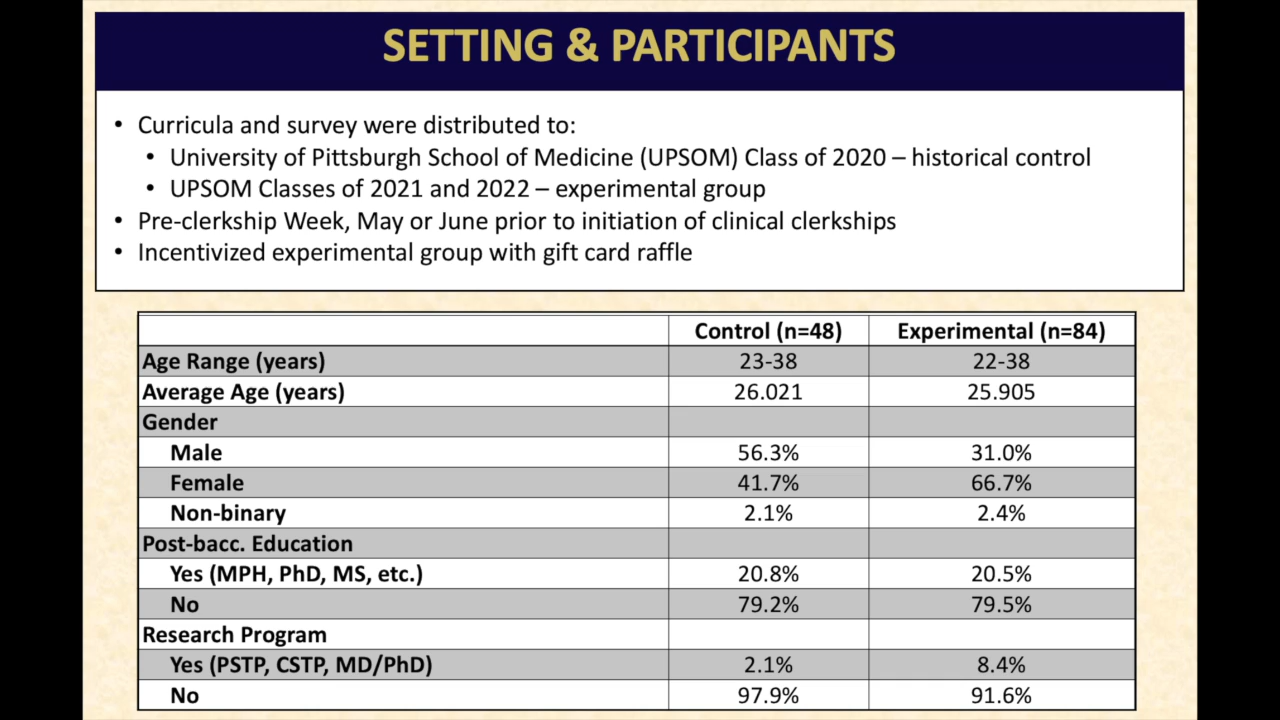 SETTING & PARTICIPANTS
• Curricula and survey were distributed to:
• University of Pittsburgh School of Medicine (UPSOM) Class of 2020 – historical control
• UPSOM Classes of 2021 and 2022 – experimental group
• Pre-clerkship Week, May or June prior to initiation of clinical clerkships
• Incentivized experimental group with gift card raffle
Control (n=48) Experimental (n=84)
Age Range (years) 23-38 22-38
Average Age (years) 26.021 25.905
Gender
Male 56.3% 31.0%
Female 41.7% 66.7%
Non-binary 2.1% 2.4%
Post-bacc. Education
Yes (MPH, PhD, MS, etc.) 20.8% 20.5%
No 79.2% 79.5%
Research Program
Yes (PSTP, CSTP, MD/PhD) 2.1% 8.4%
No 97.9% 91.6%